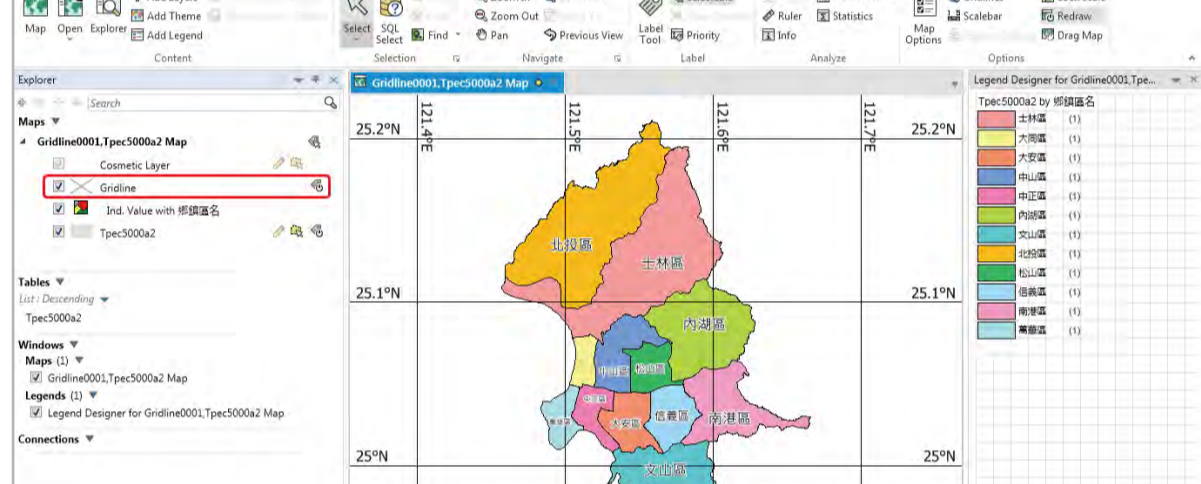 Map
Open
Explorer
Add Theme
Add Legend
Content
Select
SQL Select
Find
Selection
Zoom Out
Pan
Previous View
Navigate
Label Tool
Priority
Label
Ruler
Statistics
Info
Analyze
Map Options
Scalebar
Redraw
Drag Map
Options
Explorer
Search
Maps
Gridline0001,Tpec5000a2 Map
Cosmetic Layer
Gridline
Ind. Value with 鄉鎮區名
Tpec5000a2
Tables
List : Descending
Tpec5000a2
Windows
Maps (1)
Gridline0001,Tpec5000a2 Map
Legends (1)
Legend Designer for Gridline0001,Tpec5000a2 Map
Connections
Gridline0001,Tpec5000a2 Map
121.4°E
121.5°E
121.6°E
121.7°E
25.2°N
25.2°N
北投區
士林區
25.1°N
25.1°N
內湖區
中山區
松山區
中正區
大安區
信義區
南港區
萬華區
25°N
25°N
文山區
Legend Designer for Gridline0001,Tpe...
Tpec5000a2 by 鄉鎮區名
士林區 (1)
大同區 (1)
大安區 (1)
中山區 (1)
中正區 (1)
內湖區 (1)
文山區 (1)
北投區 (1)
松山區 (1)
信義區 (1)
南港區 (1)
萬華區 (1)